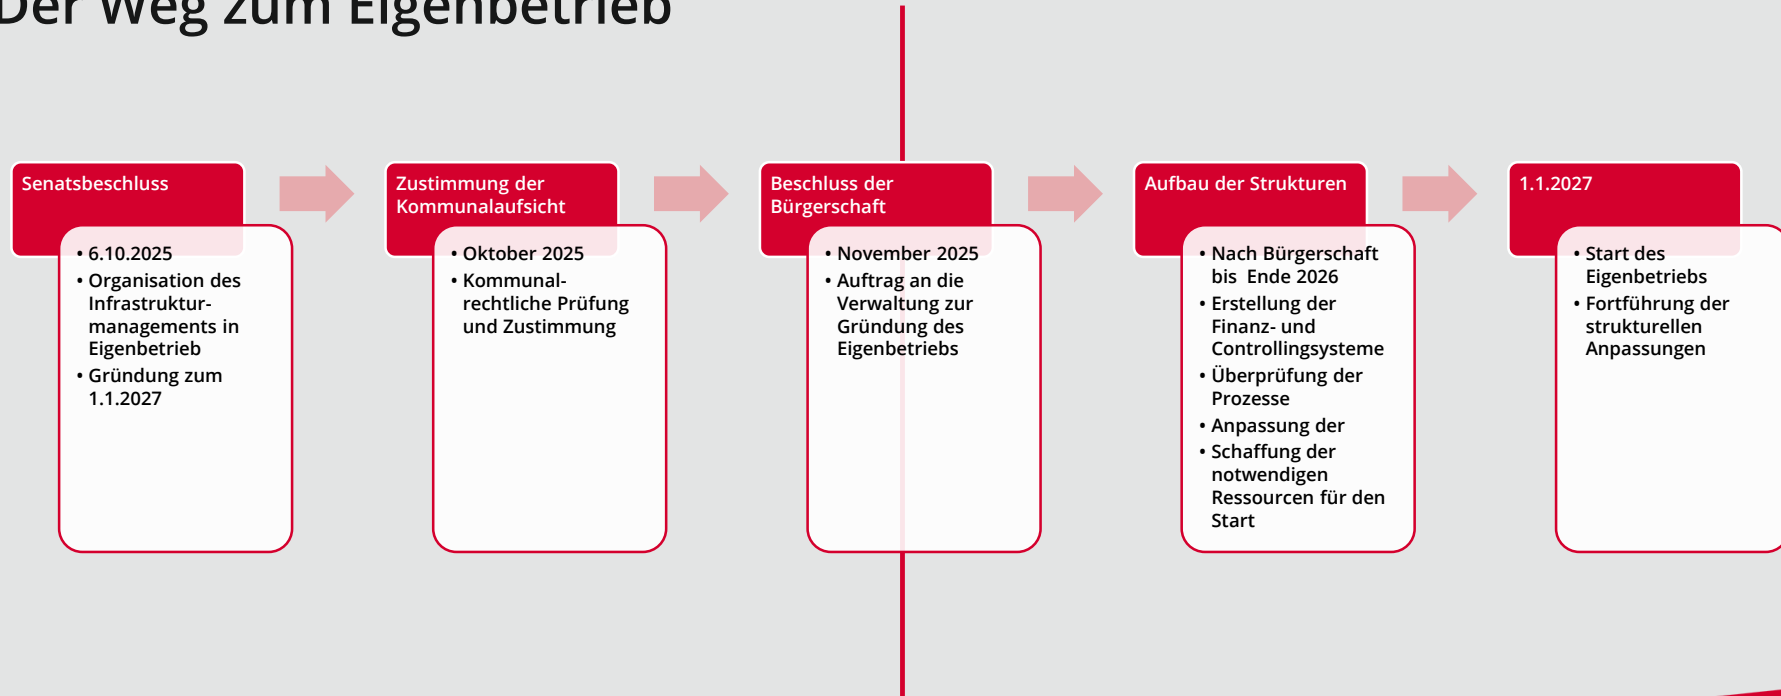 Der Weg zum Eigenbetrieb
Senatsbeschluss
• 6.10.2025
• Organisation des
Infrastruktur-
managements in
Eigenbetrieb
• Gründung zum
1.1.2027
Zustimmung der
Kommunalaufsicht
• Oktober 2025
• Kommunal-
rechtliche Prüfung
und Zustimmung
Beschluss der
Bürgerschaft
• November 2025
• Auftrag an die
Verwaltung zur
Gründung des
Eigenbetriebs
Aufbau der Strukturen
• Nach Bürgerschaft
bis Ende 2026
• Erstellung der
Finanz- und
Controllingsysteme
• Überprüfung der
Prozesse
• Anpassung der
• Schaffung der
notwendigen
Ressourcen für den
Start
1.1.2027
• Start des
Eigenbetriebs
• Fortführung der
strukturellen
Anpassungen